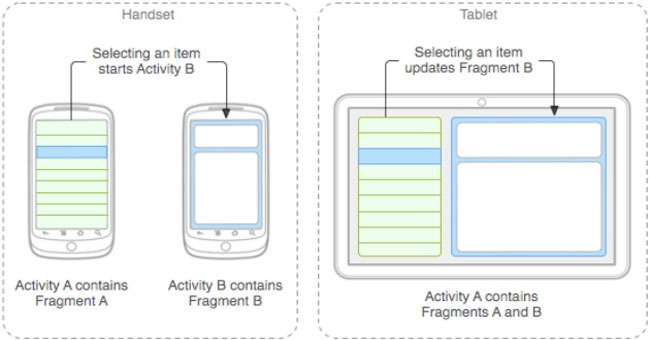 Handset
Selecting an item
starts Activity B
Activity A contains
Fragment A
Activity B contains
Fragment B
Tablet
Selecting an item
updates Fragment B
Activity A contains
Fragments A and B